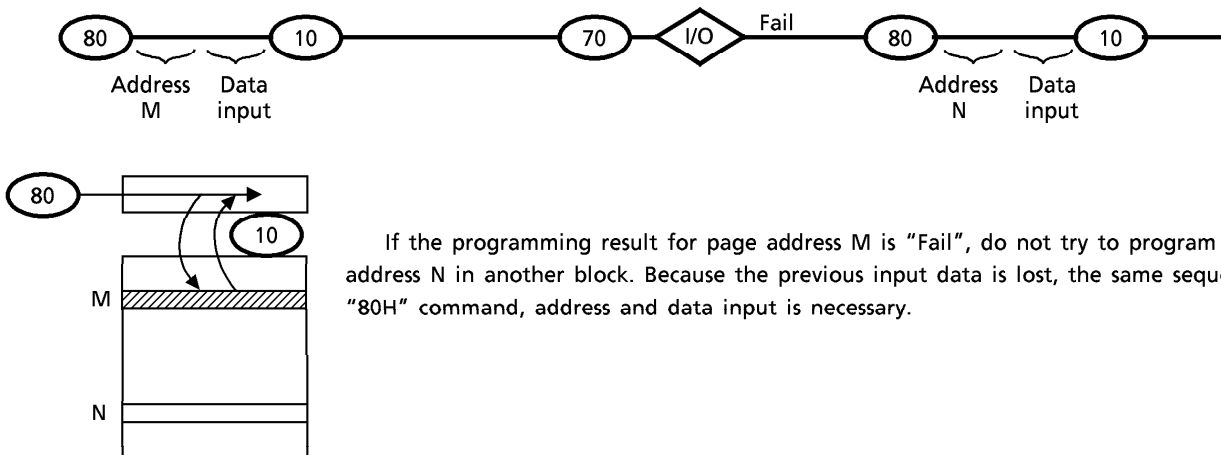 80 10 70 I/O Fail 80 10
Address Data Address Data
M input N input
80
10
If the programming result for page address M is “Fail”, do not try to program
address N in another block. Because the previous input data is lost, the same
M
“80H” command, address and data input is necessary.
N